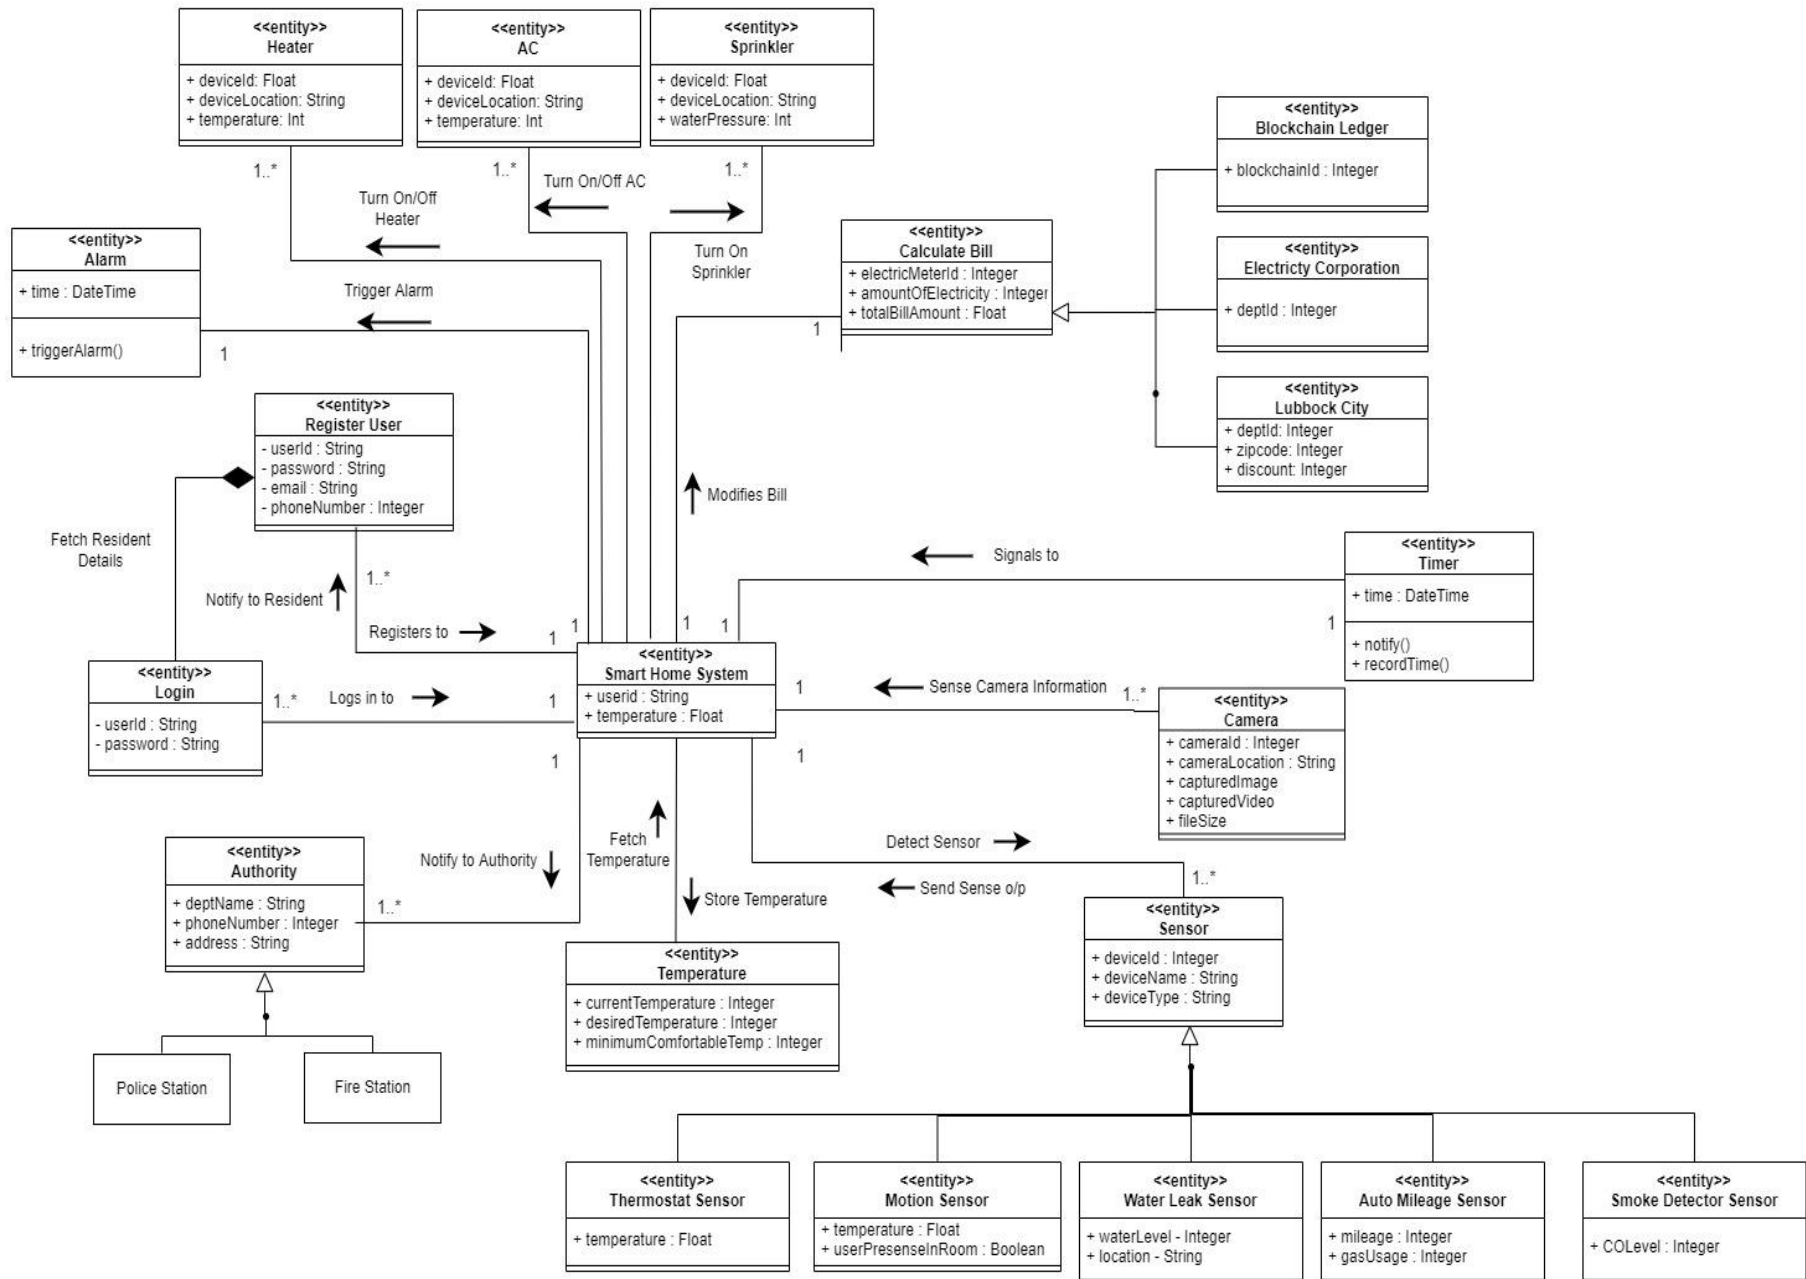 <<entity>>
Heater
+ deviceId: Float
+ deviceLocation: String
+ temperature: Int
<<entity>>
AC
+ deviceId: Float
+ deviceLocation: String
+ temperature: Int
<<entity>>
Sprinkler
+ deviceId: Float
+ deviceLocation: String
+ waterPressure: Int
1..*
1..*
1..*
Turn On/Off
Heater
Turn On/Off AC
Turn On
Sprinkler
<<entity>>
Blockchain Ledger
+ blockchainId : Integer
<<entity>>
Alarm
+ time : DateTime
+ triggerAlarm()
Trigger Alarm
1
<<entity>>
Calculate Bill
+ electricMeterId : Integer
+ amountOfElectricity : Integer
+ totalBillAmount : Float
1
<<entity>>
Electricty Corporation
+ deptId : Integer
<<entity>>
Lubbock City
+ deptId: Integer
+ zipcode: Integer
+ discount: Integer
<<entity>>
Register User
- userId : String
- password : String
- email : String
- phoneNumber : Integer
Fetch Resident
Details
Notify to Resident
1..*
Registers to
1
1
1
1
Modifies Bill
Signals to
<<entity>>
Timer
+ time : DateTime
+ notify()
+ recordTime()
1
<<entity>>
Login
- userId : String
- password : String
1..*
Logs in to
1
<<entity>>
Smart Home System
+ userid : String
+ temperature : Float
1
Sense Camera Information
1..*
<<entity>>
Camera
+ cameraId : Integer
+ cameraLocation : String
+ capturedImage
+ capturedVideo
+ fileSize
1
1
<<entity>>
Authority
+ deptName : String
+ phoneNumber : Integer
+ address : String
1..*
Notify to Authority
Fetch
Temperature
Store Temperature
Detect Sensor
Send Sense o/p
1..*
<<entity>>
Sensor
+ deviceId : Integer
+ deviceName : String
+ deviceType : String
<<entity>>
Temperature
+ currentTemperature : Integer
+ desiredTemperature : Integer
+ minimumComfortableTemp : Integer
Police Station
Fire Station
<<entity>>
Thermostat Sensor
+ temperature : Float
<<entity>>
Motion Sensor
+ temperature : Float
+ userPresenseInRoom : Boolean
<<entity>>
Water Leak Sensor
+ waterLevel - Integer
+ location - String
<<entity>>
Auto Mileage Sensor
+ mileage : Integer
+ gasUsage : Integer
<<entity>>
Smoke Detector Sensor
+ COLevel : Integer